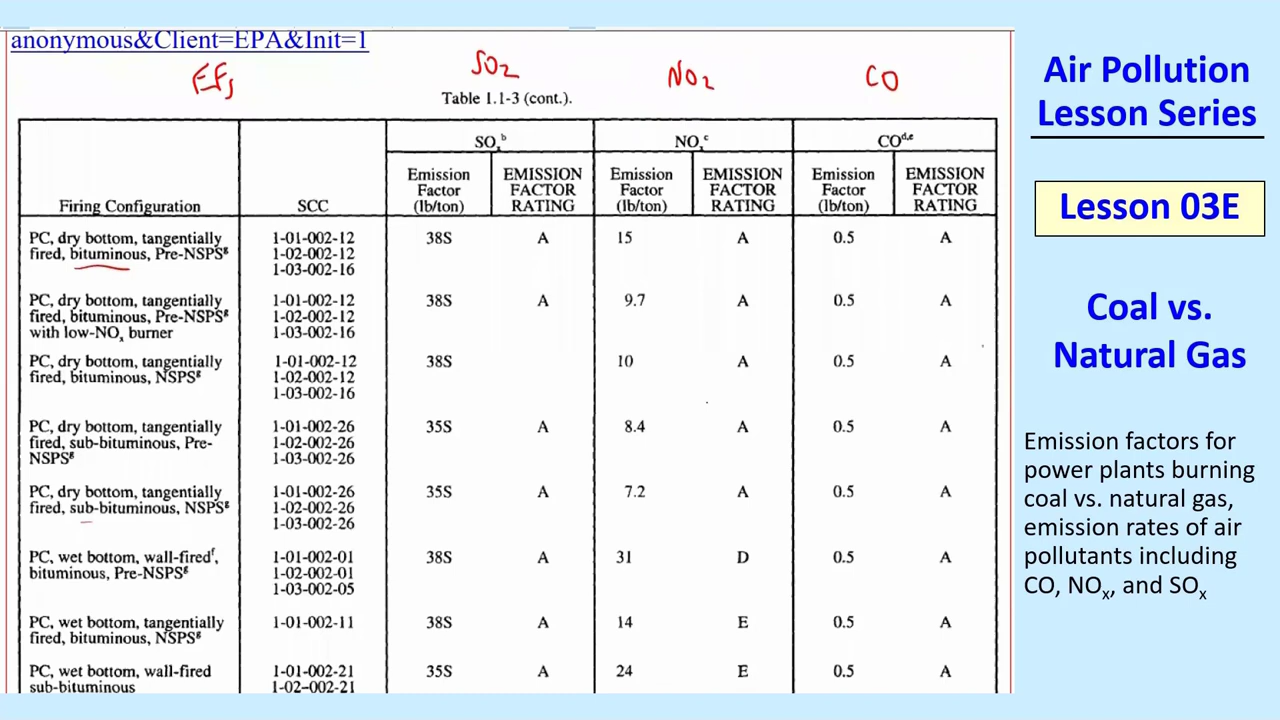 anonymous&Client=EPA&Init=1
EFs
SO2
NO2
CO
Table 1.1-3 (cont.).
SOxb
NOxc
COd,e
Firing Configuration
SCC
Emission Factor (lb/ton)
EMISSION FACTOR RATING
Emission Factor (lb/ton)
EMISSION FACTOR RATING
Emission Factor (lb/ton)
EMISSION FACTOR RATING
PC, dry bottom, tangentially 1-01-002-12 38S A 15 A 0.5 A
fired, bituminous, Pre-NSPSg 1-02-002-12
1-03-002-16
PC, dry bottom, tangentially 1-01-002-12 38S A 9.7 A 0.5 A
fired, bituminous, Pre-NSPSg 1-02-002-12
with low-NOx burner 1-03-002-16
PC, dry bottom, tangentially 1-01-002-12 38S A 10 A 0.5 A
fired, bituminous, NSPSg 1-02-002-12
1-03-002-16
PC, dry bottom, tangentially 1-01-002-26 35S A 8.4 A 0.5 A
fired, sub-bituminous, Pre- 1-02-002-26
NSPSg 1-03-002-26
PC, dry bottom, tangentially 1-01-002-26 35S A 7.2 A 0.5 A
fired, sub-bituminous, NSPSg 1-02-002-26
1-03-002-26
PC, wet bottom, wall-firedf, 1-01-002-01 38S A 31 D 0.5 A
bituminous, Pre-NSPSg 1-02-002-01
1-03-002-05
PC, wet bottom, tangentially 1-01-002-11 38S A 14 E 0.5 A
fired, bituminous, NSPSg
PC, wet bottom, wall-fired 1-01-002-21 35S A 24 E 0.5 A
sub-bituminous 1-02-002-21
Air Pollution
Lesson Series
Lesson 03E
Coal vs.
Natural Gas
Emission factors for
power plants burning
coal vs. natural gas,
emission rates of air
pollutants including
CO, NOx, and SOx